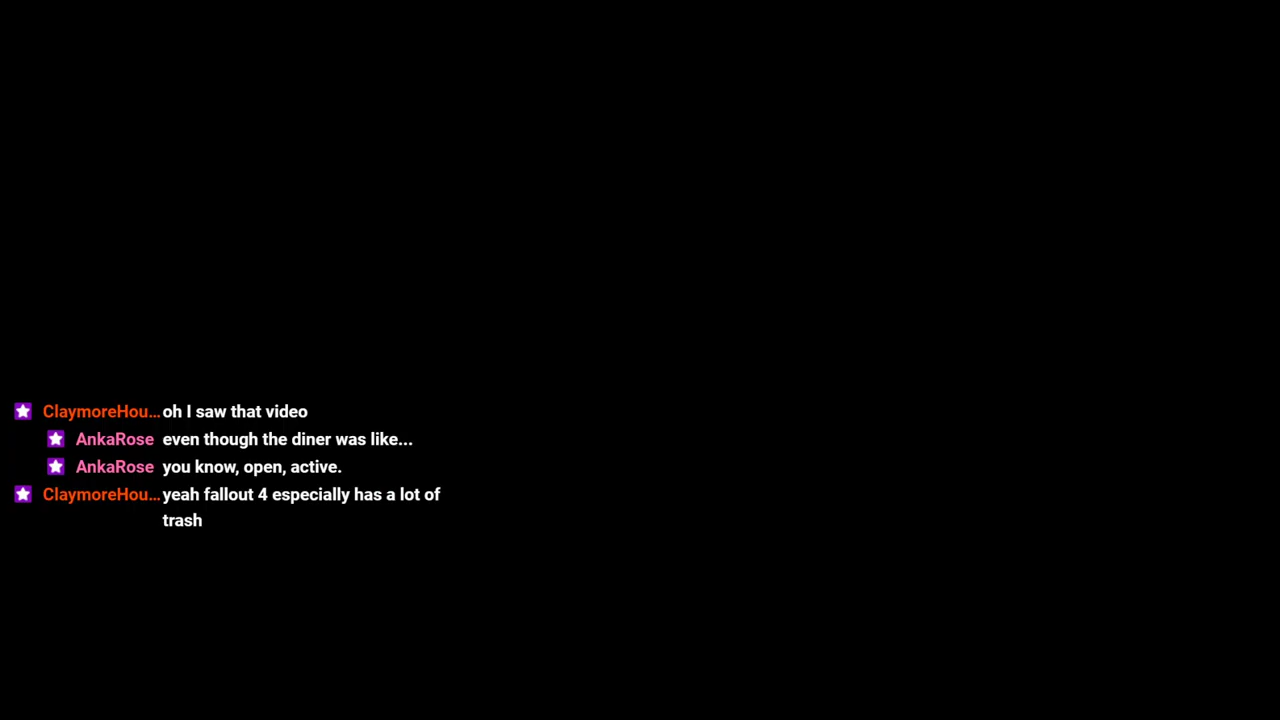 ClaymoreHou... oh I saw that video
AnkaRose even though the diner was like...
AnkaRose you know, open, active.
ClaymoreHou... yeah fallout 4 especially has a lot of
trash